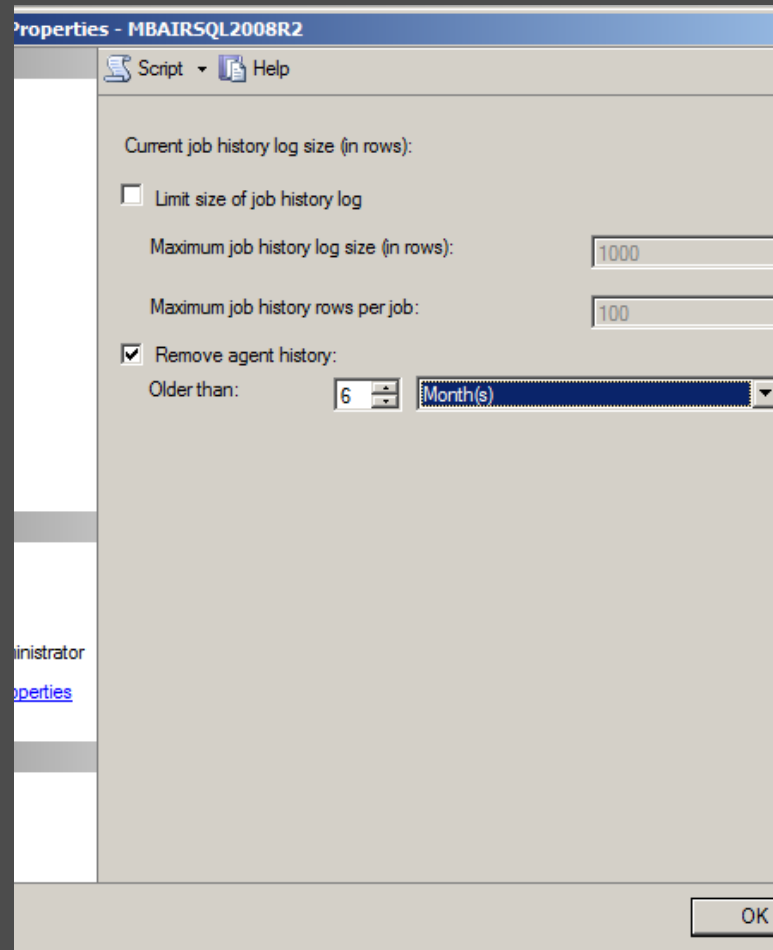 Properties - MBAIRSQL2008R2
Script Help
Current job history log size (in rows):
Limit size of job history log
Maximum job history log size (in rows): 1000
Maximum job history rows per job: 100
Remove agent history:
Older than: 6 Month(s)
inistrator
operties
OK